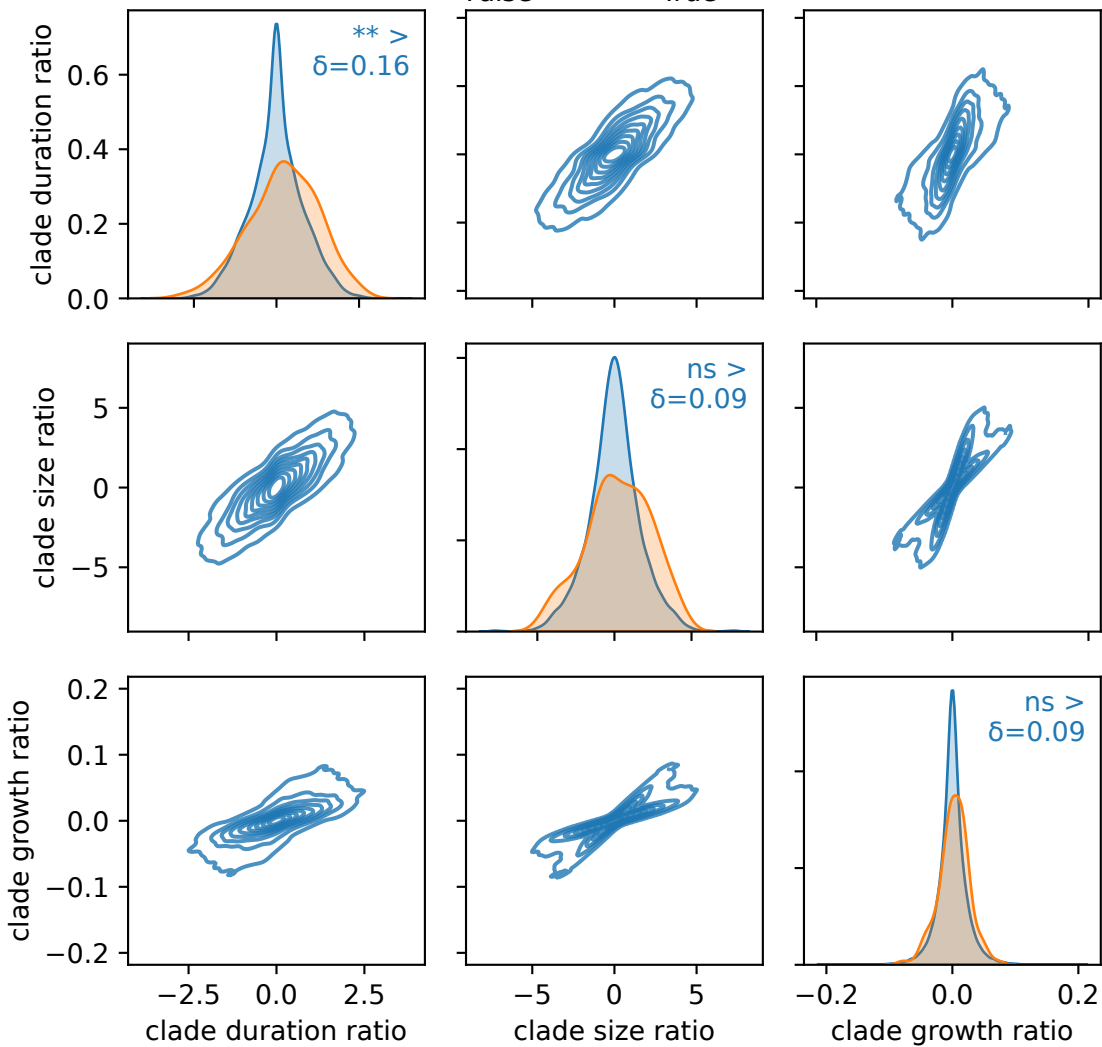 clade duration ratio
0.6
0.4
0.2
0.0
** >
δ=0.16
clade size ratio
5
0
−5
ns >
δ=0.09
clade growth ratio
0.2
0.1
0.0
−0.1
−0.2
ns >
δ=0.09
−2.5 0.0 2.5
−5 0 5
−0.2 0.0 0.2
clade duration ratio
clade size ratio
clade growth ratio